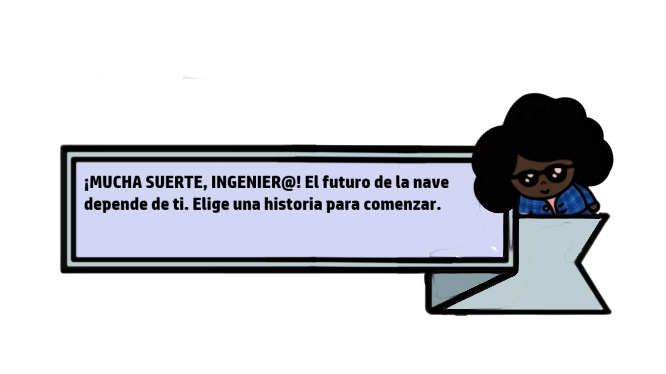 ¡MUCHA SUERTE, INGENIER@! El futuro de la nave
depende de ti. Elige una historia para comenzar.